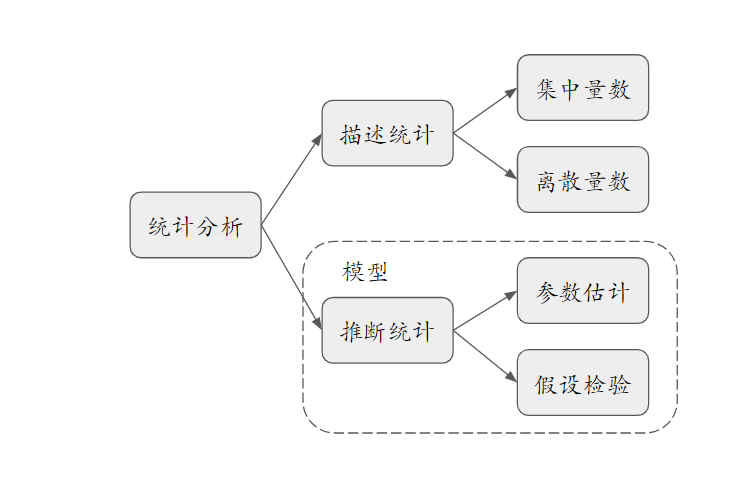 集中量数
描述统计
离散量数
统计分析
模型
参数估计
推断统计
假设检验